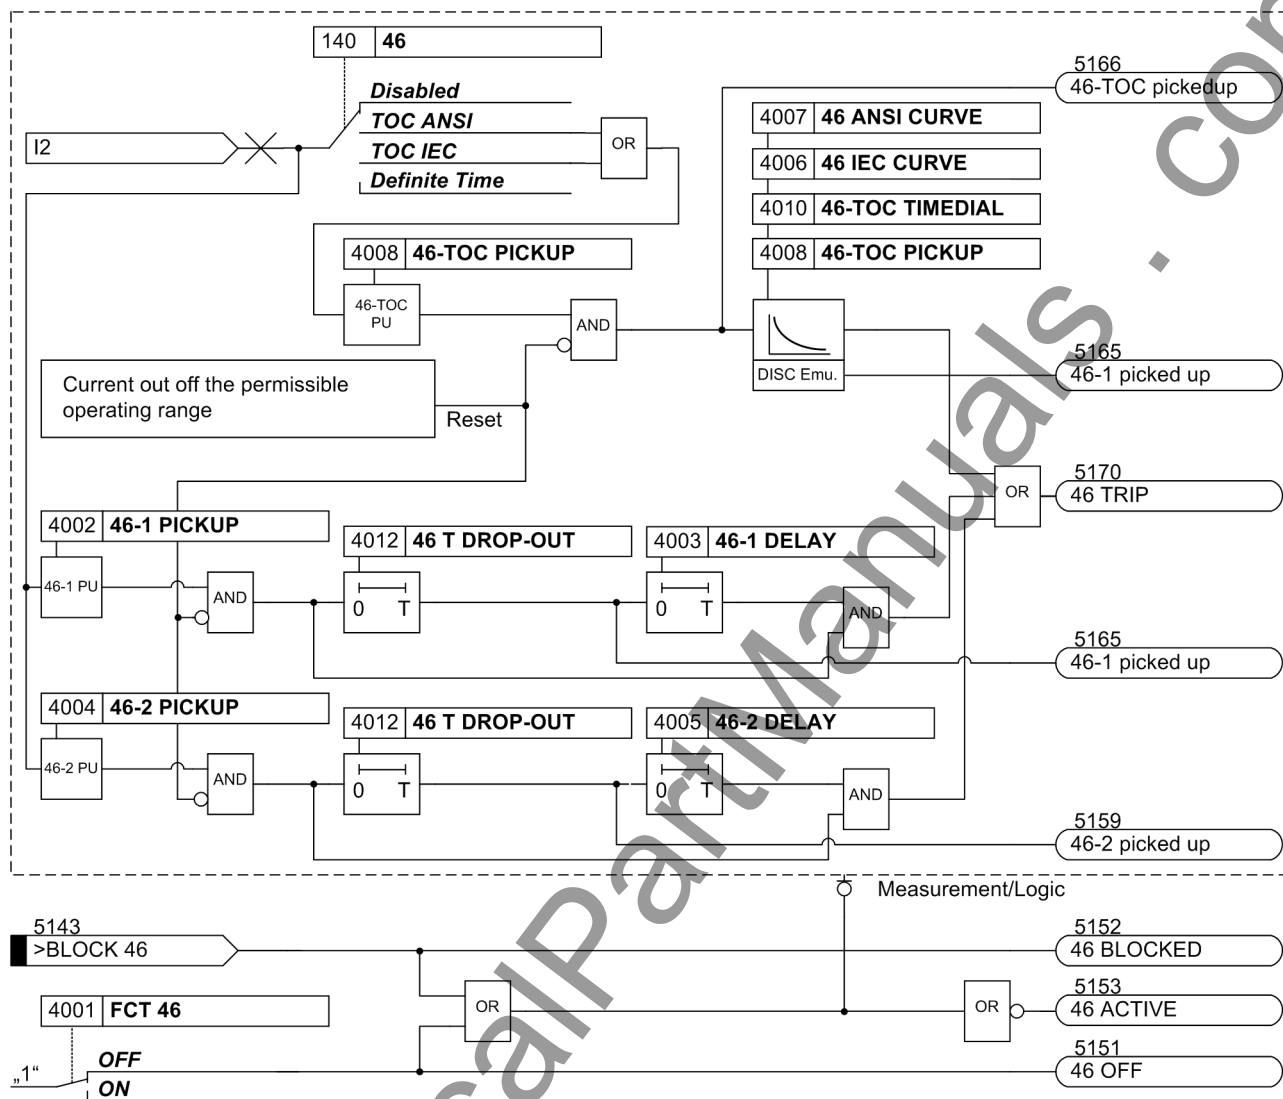 140 46
5166
46-TOC pickedup
Disabled
TOC ANSI
TOC IEC
Definite Time
I2
OR
4007 46 ANSI CURVE
4006 46 IEC CURVE
4010 46-TOC TIMEDIAL
4008 46-TOC PICKUP
4008 46-TOC PICKUP
46-TOC
PU
AND
DISC Emu.
5165
46-1 picked up
Current out off the permissible
operating range
Reset
5170
46 TRIP
OR
4002 46-1 PICKUP
4012 46 T DROP-OUT
4003 46-1 DELAY
46-1 PU
AND
0 T
0 T
AND
5165
46-1 picked up
4004 46-2 PICKUP
4012 46 T DROP-OUT
4005 46-2 DELAY
46-2 PU
AND
0 T
0 T
AND
5159
46-2 picked up
Measurement/Logic
5143
>BLOCK 46
5152
46 BLOCKED
4001 FCT 46
OR
OR
5153
46 ACTIVE
„1“
OFF
ON
5151
46 OFF
calPartManuals . com